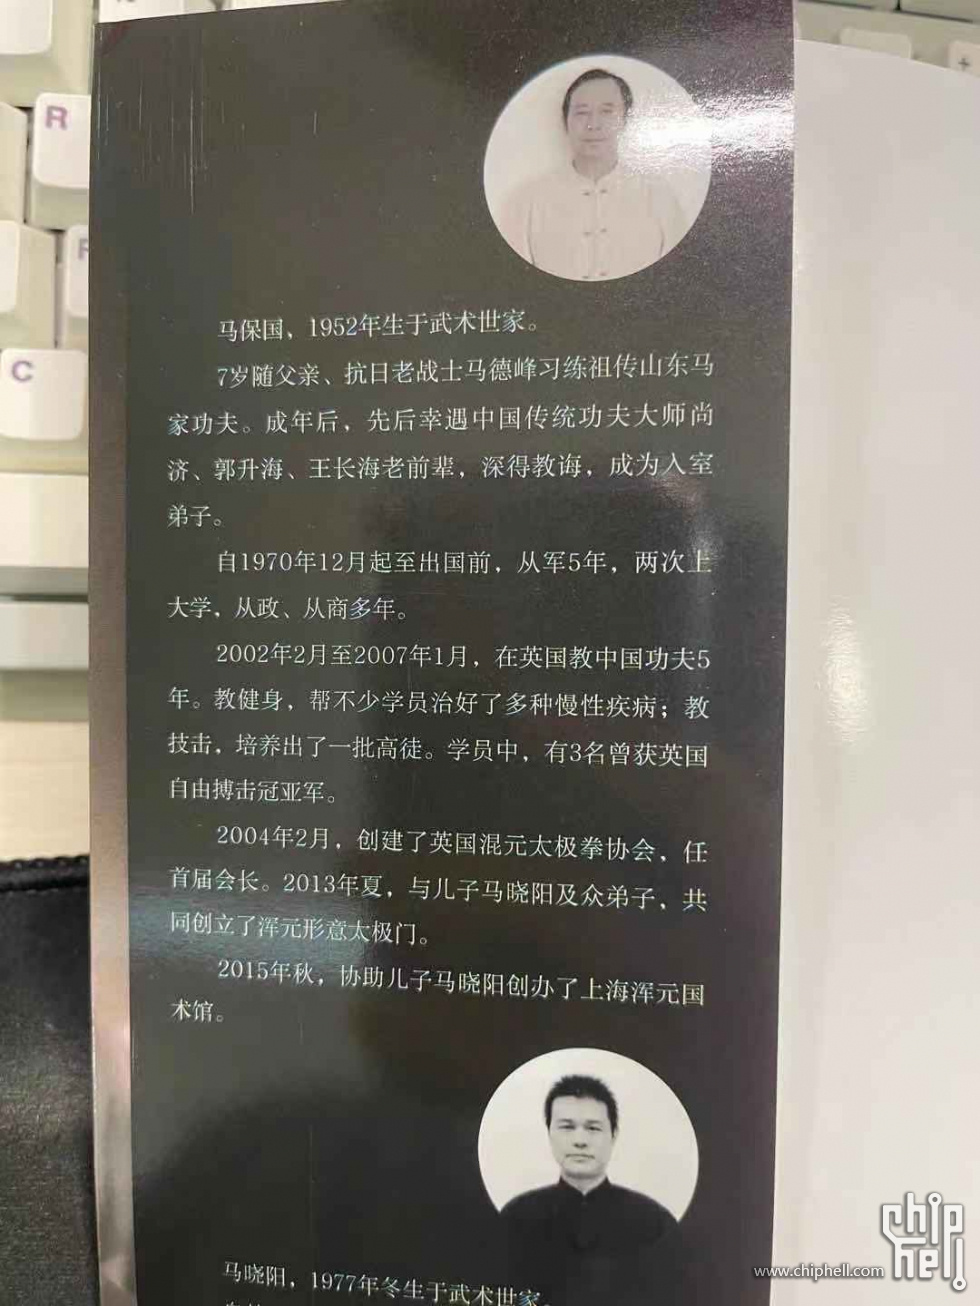 R
F
C
+
马保国，1952年生于武术世家。
7岁随父亲、抗日老战士马德峰习练祖传山东马
家功夫。成年后，先后幸遇中国传统功夫大师尚
济、郭升海、王长海老前辈，深得教诲，成为入室
弟子。
自1970年12月起至出国前，从军5年，两次上
大学，从政、从商多年。
2002年2月至2007年1月，在英国教中国功夫5
年。教健身，帮不少学员治好了多种慢性疾病；教
技击，培养出了一批高徒。学员中，有3名曾获英国
自由搏击冠亚军。
2004年2月，创建了英国混元太极拳协会，任
首届会长。2013年夏，与儿子马晓阳及众弟子，共
同创立了浑元形意太极门。
2015年秋，协助儿子马晓阳创办了上海浑元国
术馆。
马晓阳，1977年冬生于武术世家。
chip
hell
www.chiphell.com